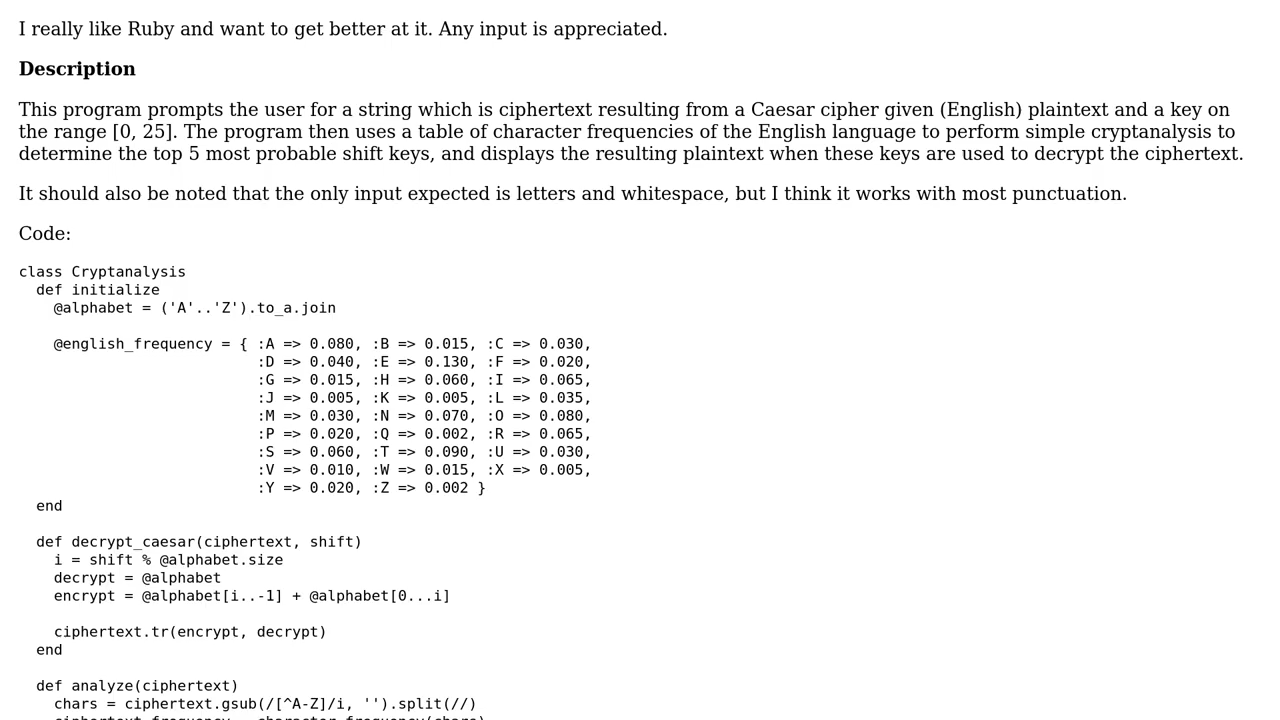 I really like Ruby and want to get better at it. Any input is appreciated.
Description
This program prompts the user for a string which is ciphertext resulting from a Caesar cipher given (English) plaintext and a key on
the range [0, 25]. The program then uses a table of character frequencies of the English language to perform simple cryptanalysis to
determine the top 5 most probable shift keys, and displays the resulting plaintext when these keys are used to decrypt the ciphertext.
It should also be noted that the only input expected is letters and whitespace, but I think it works with most punctuation.
Code:
class Cryptanalysis
  def initialize
    @alphabet = ('A'..'Z').to_a.join
    @english_frequency = { :A => 0.080, :B => 0.015, :C => 0.030,
                           :D => 0.040, :E => 0.130, :F => 0.020,
                           :G => 0.015, :H => 0.060, :I => 0.065,
                           :J => 0.005, :K => 0.005, :L => 0.035,
                           :M => 0.030, :N => 0.070, :O => 0.080,
                           :P => 0.020, :Q => 0.002, :R => 0.065,
                           :S => 0.060, :T => 0.090, :U => 0.030,
                           :V => 0.010, :W => 0.015, :X => 0.005,
                           :Y => 0.020, :Z => 0.002 }
  end
  def decrypt_caesar(ciphertext, shift)
    i = shift % @alphabet.size
    decrypt = @alphabet
    encrypt = @alphabet[i..-1] + @alphabet[0...i]
    ciphertext.tr(encrypt, decrypt)
  end
  def analyze(ciphertext)
    chars = ciphertext.gsub(/[^A-Z]/i, '').split(//)